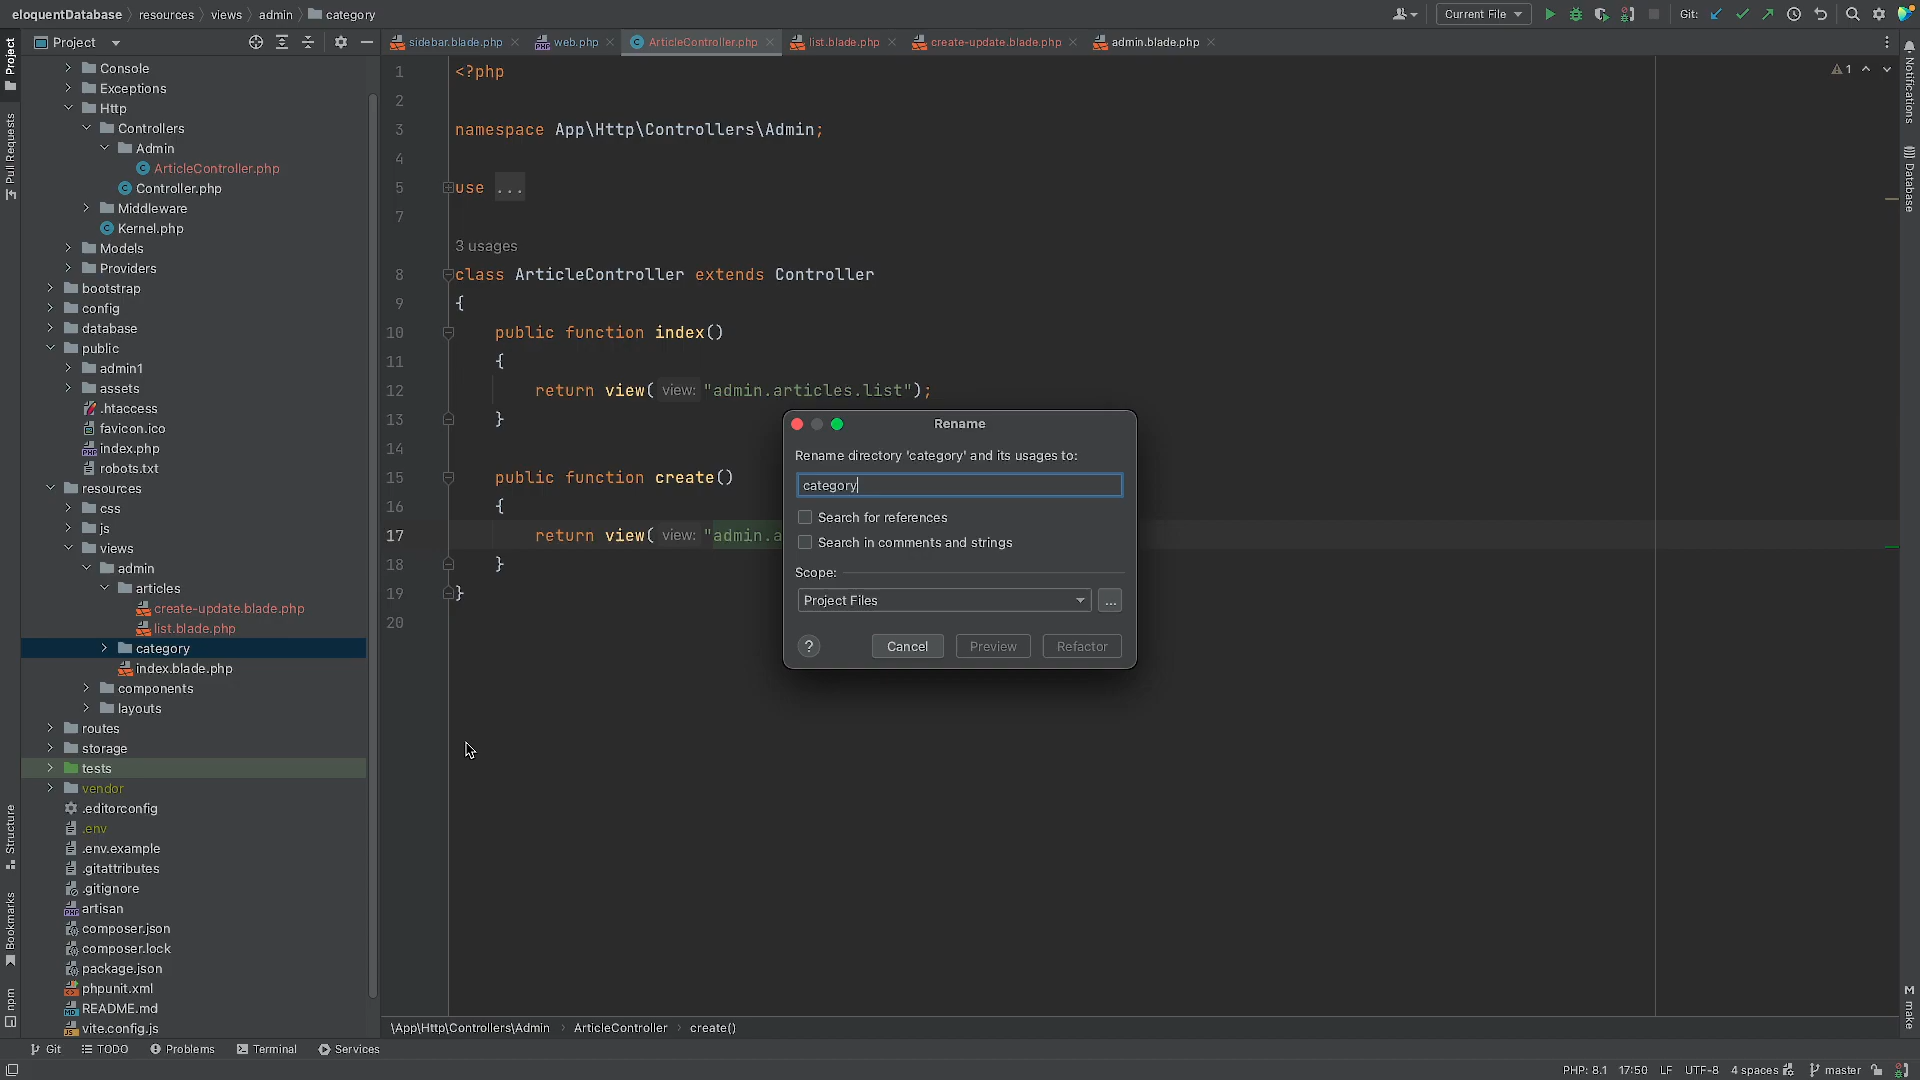 eloquentDatabase resources views admin category
Current File
Git:
Project
sidebar.blade.php
web.php
ArticleController.php
list.blade.php
create-update.blade.php
admin.blade.php
Project
Pull Requests
Structure
Bookmarks
npm
Notifications
Database
make
Console
Exceptions
Http
Controllers
Admin
ArticleController.php
Controller.php
Middleware
Kernel.php
Models
Providers
bootstrap
config
database
public
admin1
assets
.htaccess
favicon.ico
index.php
robots.txt
resources
css
js
views
admin
articles
create-update.blade.php
list.blade.php
category
index.blade.php
components
layouts
routes
storage
tests
vendor
.editorconfig
.env
.env.example
.gitattributes
.gitignore
artisan
composer.json
composer.lock
package.json
phpunit.xml
README.md
vite.config.js
1 <?php
2
3 namespace App\Http\Controllers\Admin;
4
5 use ...
7
3 usages
8 class ArticleController extends Controller
9 {
10 public function index()
11 {
12 return view( view: "admin.articles.list");
13 }
14
15 public function create()
16 {
17 return view( view: "admin.a
18 }
19 }
20
1
Rename
Rename directory 'category' and its usages to:
category
Search for references
Search in comments and strings
Scope:
Project Files
...
?
Cancel
Preview
Refactor
\App\Http\Controllers\Admin ArticleController create()
Git
TODO
Problems
Terminal
Services
PHP: 8.1 17:50 LF UTF-8 4 spaces master